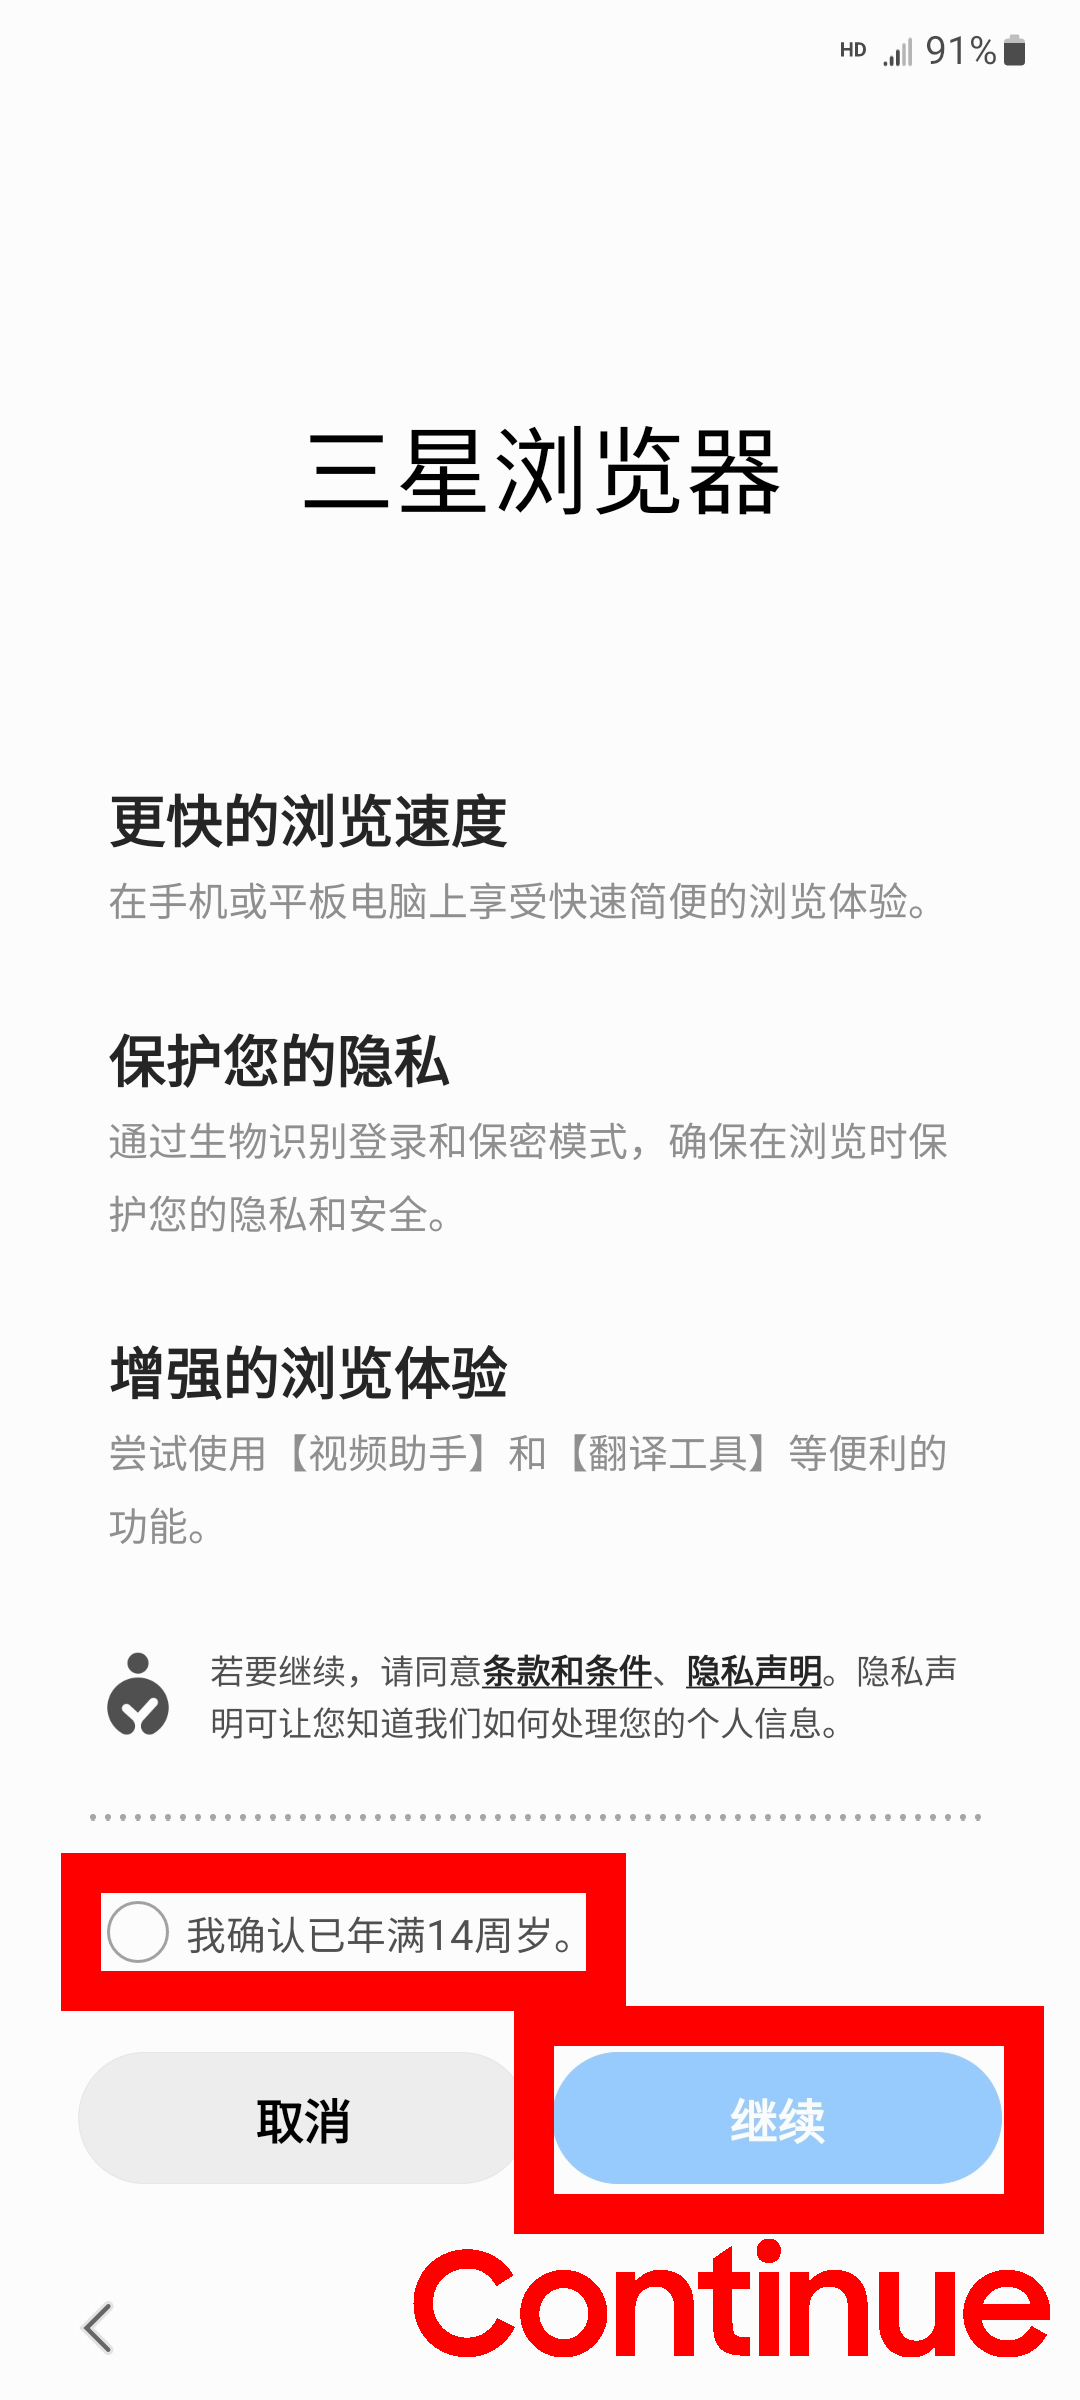 HD 91%
三星浏览器
更快的浏览速度
在手机或平板电脑上享受快速简便的浏览体验。
保护您的隐私
通过生物识别登录和保密模式，确保在浏览时保
护您的隐私和安全。
增强的浏览体验
尝试使用【视频助手】和【翻译工具】等便利的
功能。
若要继续，请同意条款和条件、隐私声明。隐私声
明可让您知道我们如何处理您的个人信息。
我确认已年满14周岁。
取消
继续
Continue